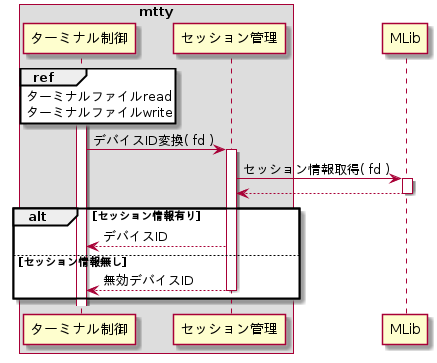 mtty
ターミナル制御
セッション管理
MLib
ref
ターミナルファイルread
ターミナルファイルwrite
デバイスID変換( fd )
セッション情報取得( fd )
alt
[セッション情報有り]
デバイスID
[セッション情報無し]
無効デバイスID
ターミナル制御
セッション管理
MLib